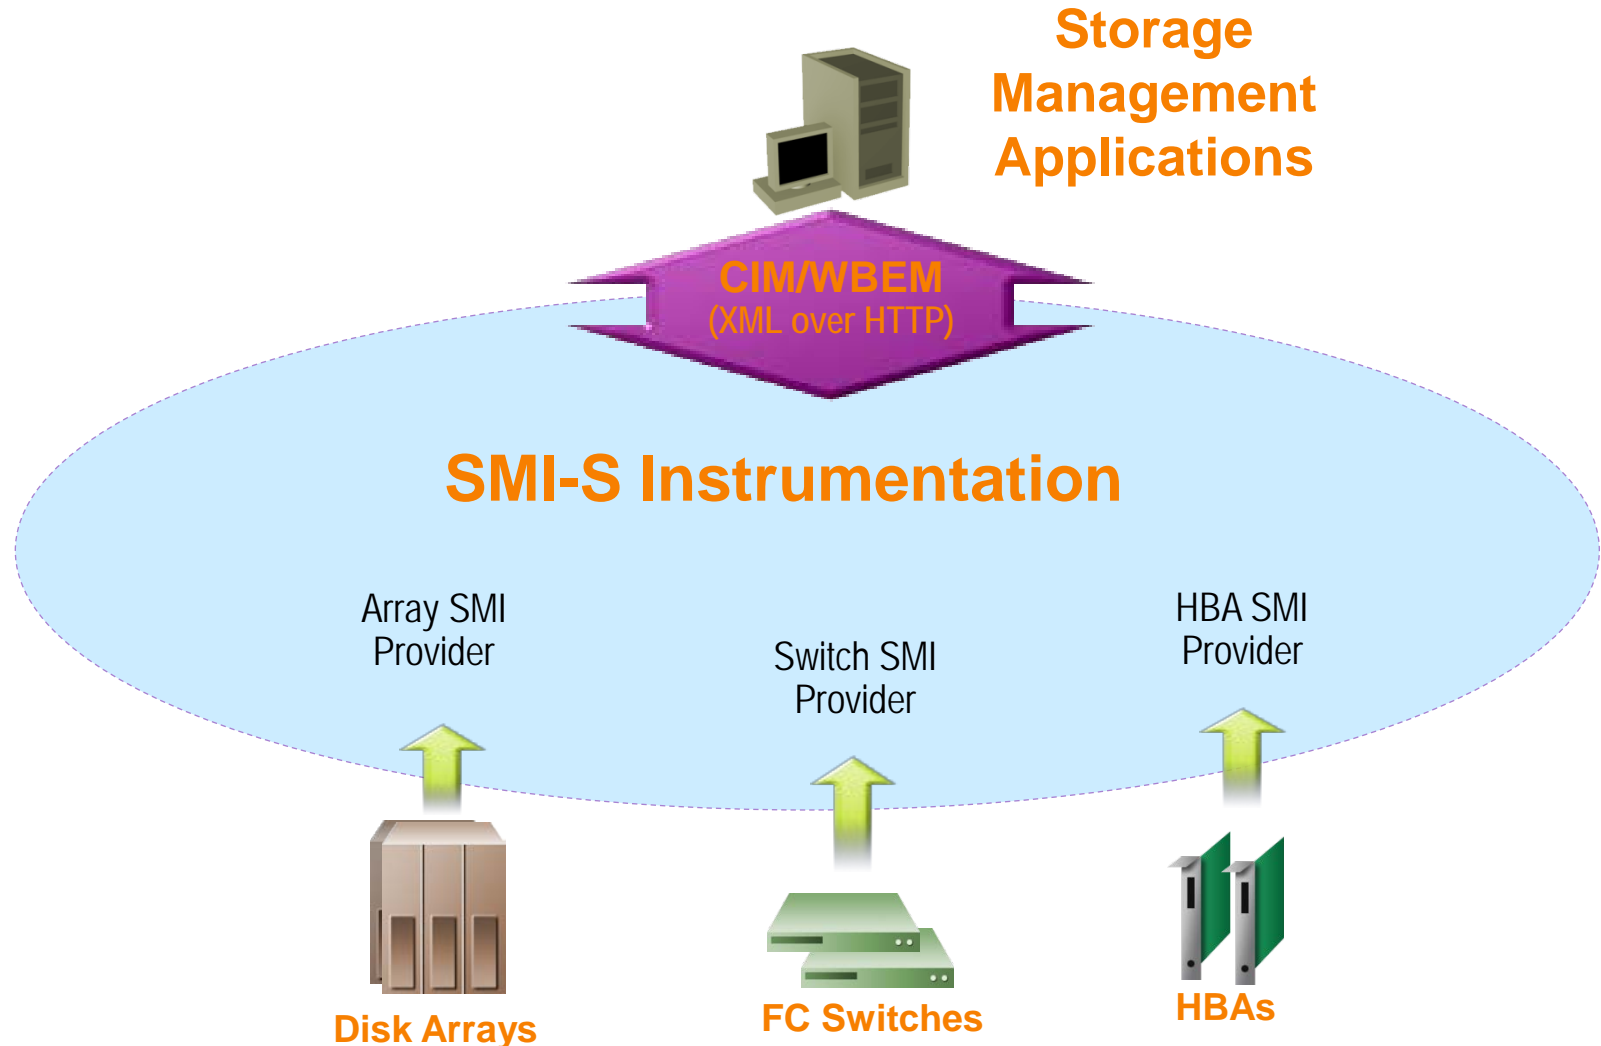 Storage
Management
Applications
CIM/WBEM
(XML over HTTP)
SMI-S Instrumentation
Array SMI
Provider
Switch SMI
Provider
HBA SMI
Provider
Disk Arrays
FC Switches
HBAs